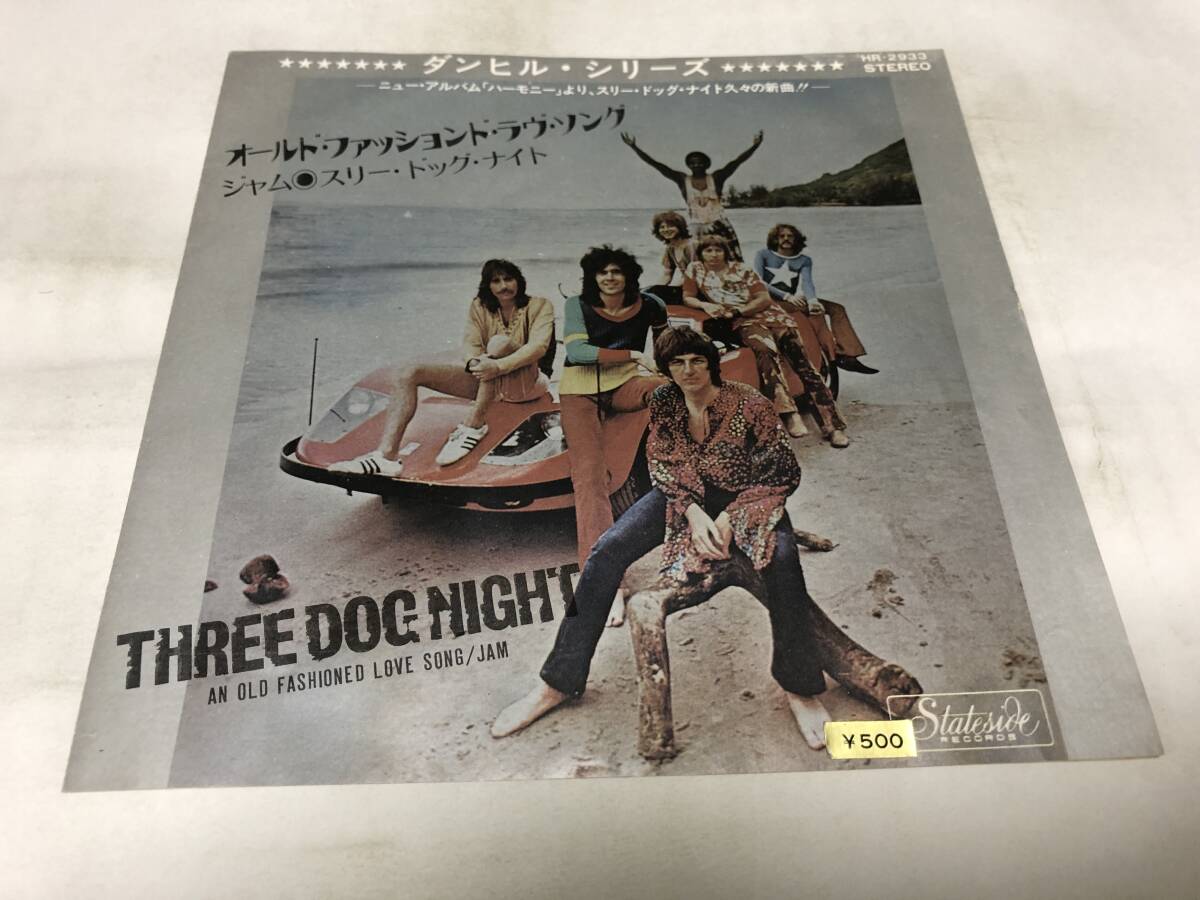 ★★★★★★★ ダンヒル・シリーズ ★★★★★★★
HR-2933
STEREO
―ニュー・アルバム「ハーモニー」より、スリー・ドッグ・ナイト久々の新曲!!―
オールド・ファッションド・ラヴ・ソング
ジャム◉スリー・ドッグ・ナイト
THREE DOG NIGHT
AN OLD FASHIONED LOVE SONG/JAM
Stateside
RECORDS
¥500